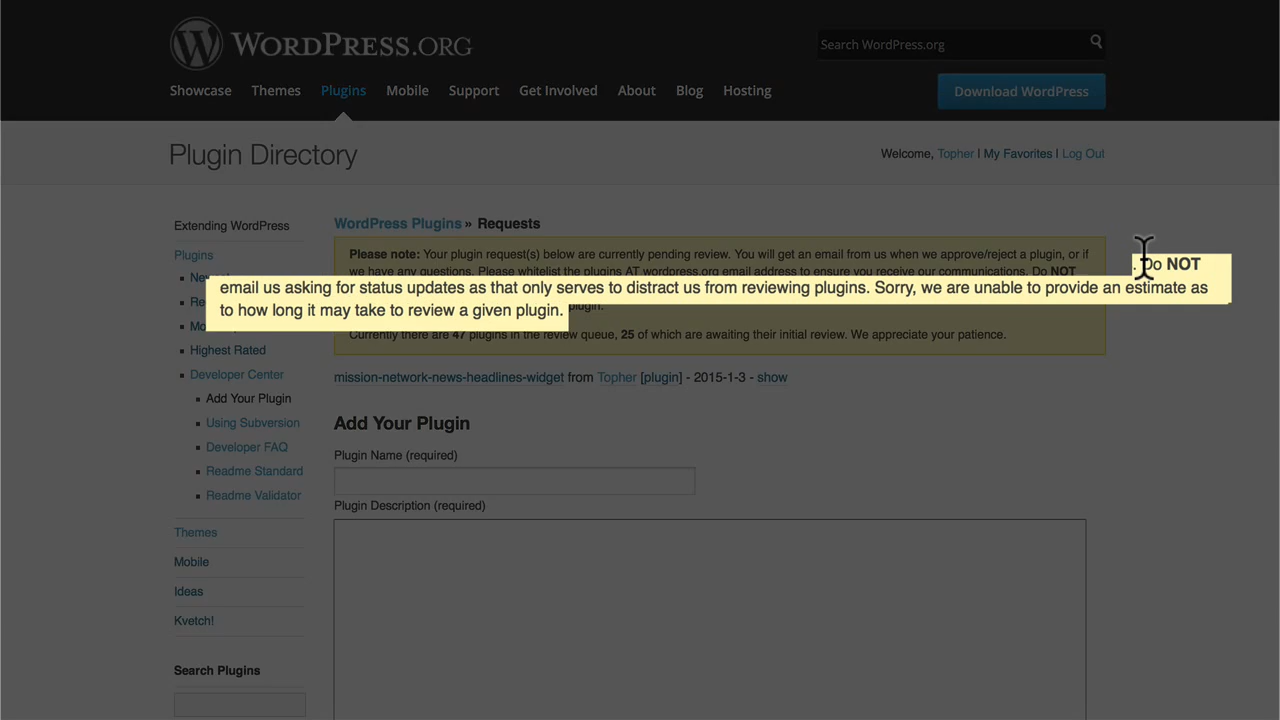 WORDPRESS.ORG
Search WordPress.org
Showcase Themes Plugins Mobile Support Get Involved About Blog Hosting
Download WordPress
Plugin Directory
Welcome, Topher | My Favorites | Log Out
Extending WordPress
Plugins
Highest Rated
Developer Center
Add Your Plugin
Using Subversion
Developer FAQ
Readme Standard
Readme Validator
Themes
Mobile
Ideas
Kvetch!
Search Plugins
WordPress Plugins » Requests
Please note: Your plugin request(s) below are currently pending review. You will get an email from us when we approve/reject a plugin, or if
we have any questions. Please whitelist the plugins AT wordpress.org email address to ensure you receive our communications. Do NOT
. Do NOT
email us asking for status updates as that only serves to distract us from reviewing plugins. Sorry, we are unable to provide an estimate as
to how long it may take to review a given plugin.
plugin.
Currently there are 47 plugins in the review queue, 25 of which are awaiting their initial review. We appreciate your patience.
mission-network-news-headlines-widget from Topher [plugin] - 2015-1-3 - show
Add Your Plugin
Plugin Name (required)
Plugin Description (required)